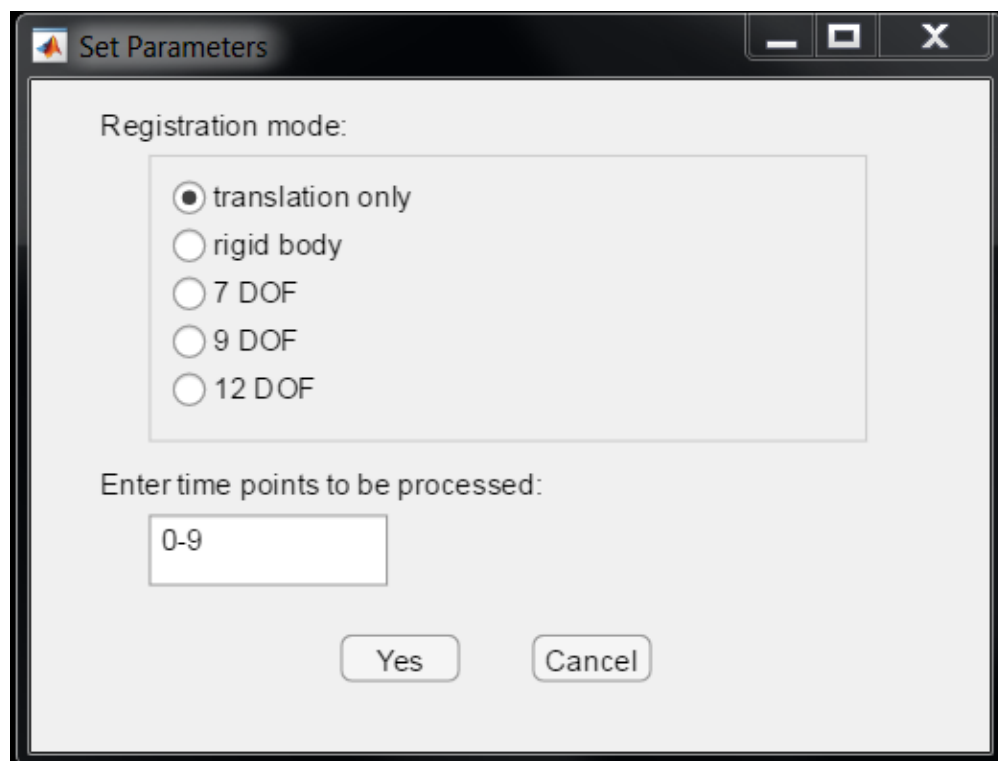 Set Parameters
Registration mode:
translation only
rigid body
7 DOF
9 DOF
12 DOF
Enter time points to be processed:
0-9
Yes Cancel